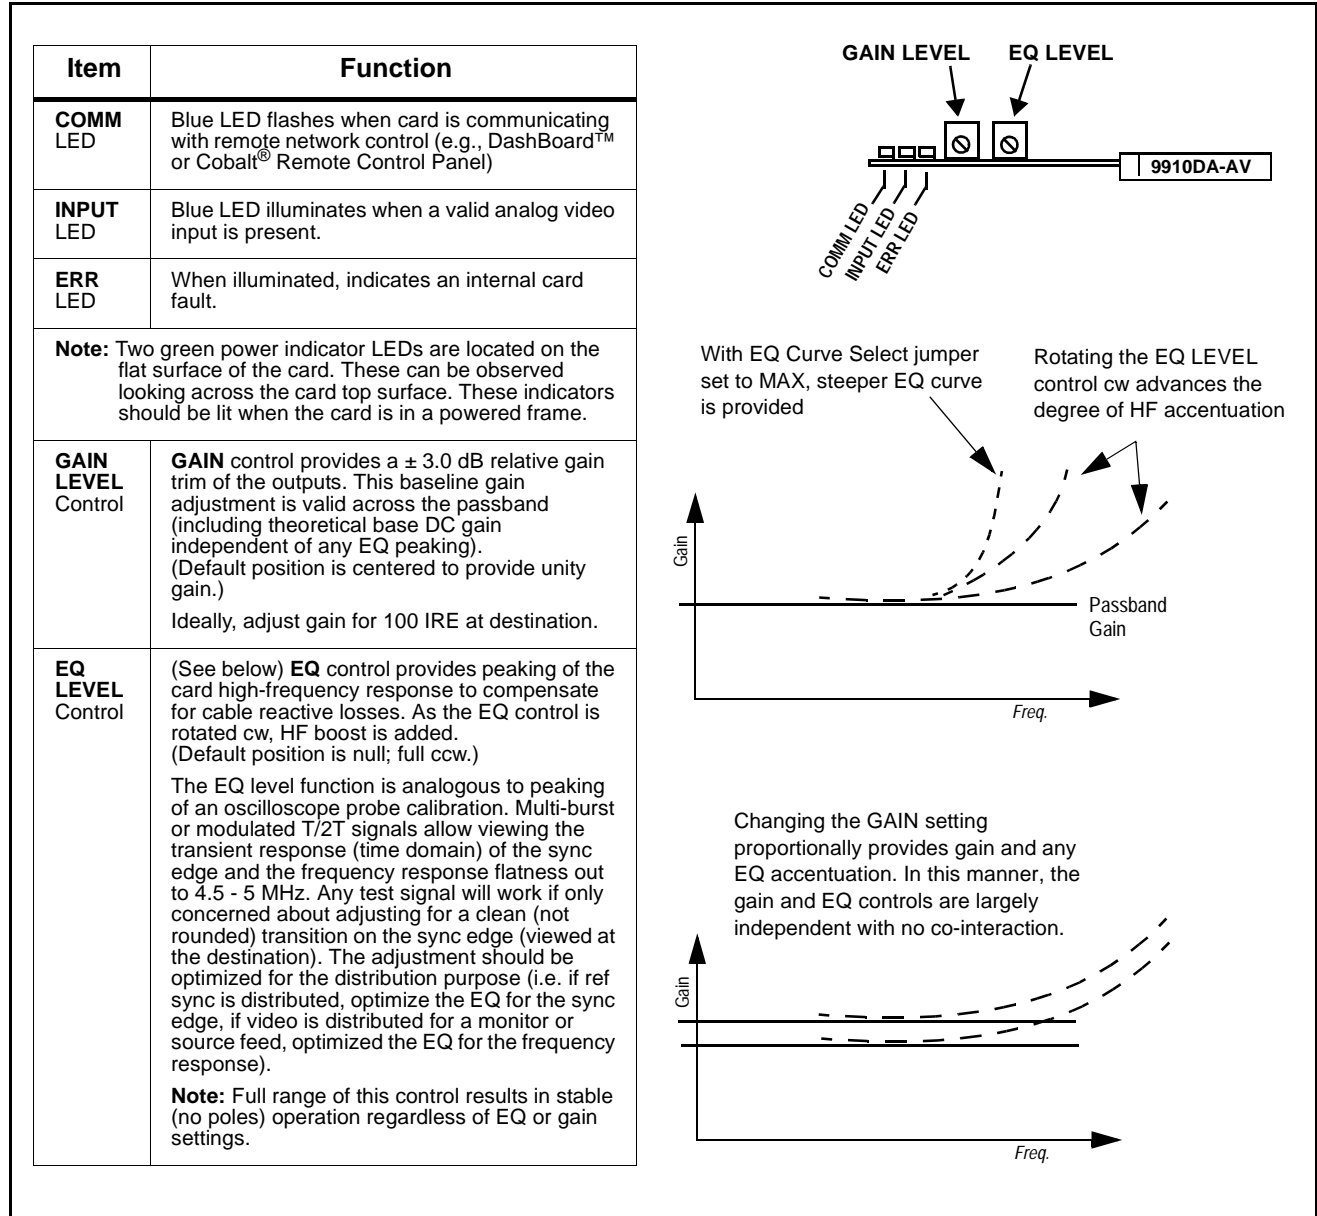 Item Function
COMM LED
Blue LED flashes when card is communicating
with remote network control (e.g., DashBoard™
or Cobalt® Remote Control Panel)
INPUT LED
Blue LED illuminates when a valid analog video
input is present.
ERR LED
When illuminated, indicates an internal card
fault.
Note: Two green power indicator LEDs are located on the
flat surface of the card. These can be observed
looking across the card top surface. These indicators
should be lit when the card is in a powered frame.
GAIN
LEVEL
Control
GAIN control provides a ± 3.0 dB relative gain
trim of the outputs. This baseline gain
adjustment is valid across the passband
(including theoretical base DC gain
independent of any EQ peaking).
(Default position is centered to provide unity
gain.)
Ideally, adjust gain for 100 IRE at destination.
EQ
LEVEL
Control
(See below) EQ control provides peaking of the
card high-frequency response to compensate
for cable reactive losses. As the EQ control is
rotated cw, HF boost is added.
(Default position is null; full ccw.)
The EQ level function is analogous to peaking
of an oscilloscope probe calibration. Multi-burst
or modulated T/2T signals allow viewing the
transient response (time domain) of the sync
edge and the frequency response flatness out
to 4.5 - 5 MHz. Any test signal will work if only
concerned about adjusting for a clean (not
rounded) transition on the sync edge (viewed at
the destination). The adjustment should be
optimized for the distribution purpose (i.e. if ref
sync is distributed, optimize the EQ for the sync
edge, if video is distributed for a monitor or
source feed, optimized the EQ for the frequency
response).
Note: Full range of this control results in stable
(no poles) operation regardless of EQ or gain
settings.
GAIN LEVEL EQ LEVEL
9910DA-AV
COMM LED
INPUT LED
ERR LED
With EQ Curve Select jumper
set to MAX, steeper EQ curve
is provided
Rotating the EQ LEVEL
control cw advances the
degree of HF accentuation
Gain
Passband
Gain
Freq.
Changing the GAIN setting
proportionally provides gain and any
EQ accentuation. In this manner, the
gain and EQ controls are largely
independent with no co-interaction.
Gain
Freq.